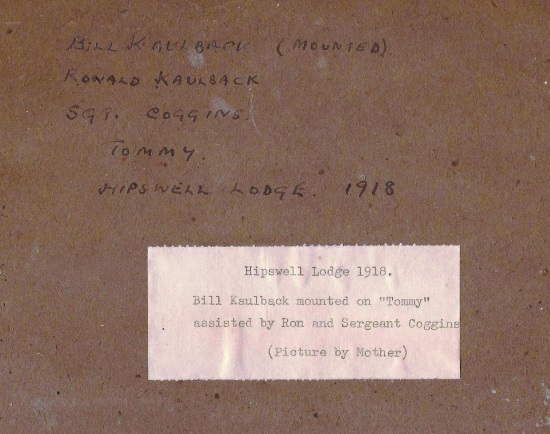 BILL KAULBACK (MOUNTED)
RONALD KAULBACK
SGT. COGGINS.
TOMMY.
HIPSWELL LODGE. 1918
Hipswell Lodge 1918.
Bill Kaulback mounted on "Tommy"
assisted by Ron and Sergeant Coggins
(Picture by Mother)